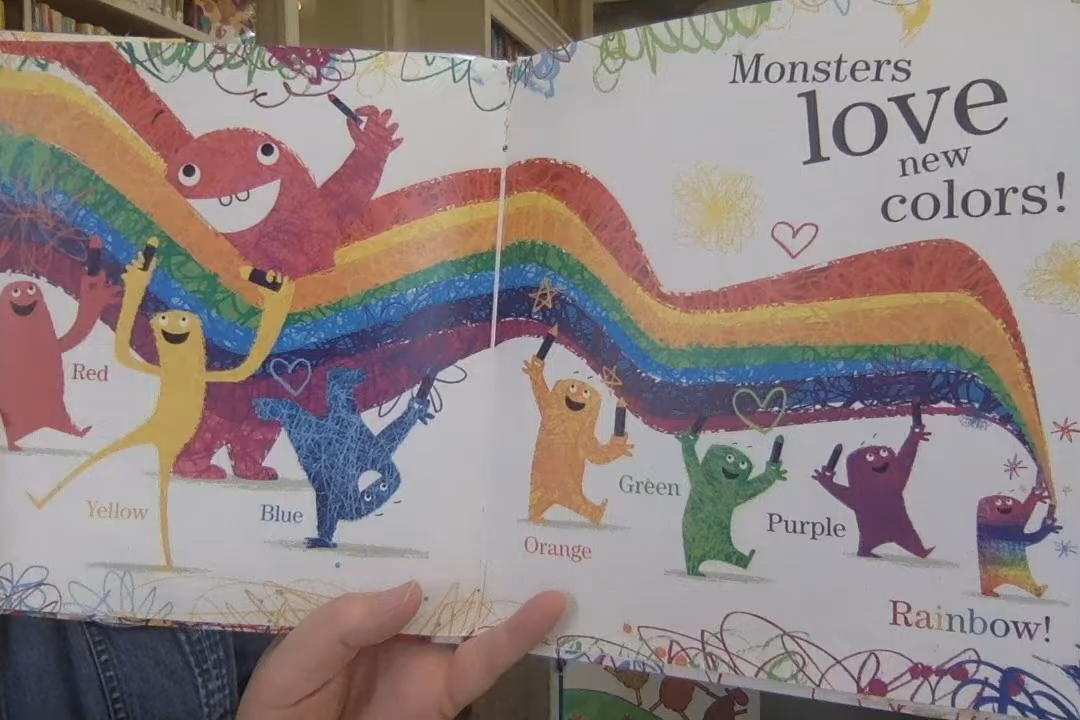 Monsters
love
new
colors!
Red
Yellow
Blue
Orange
Green
Purple
Rainbow!